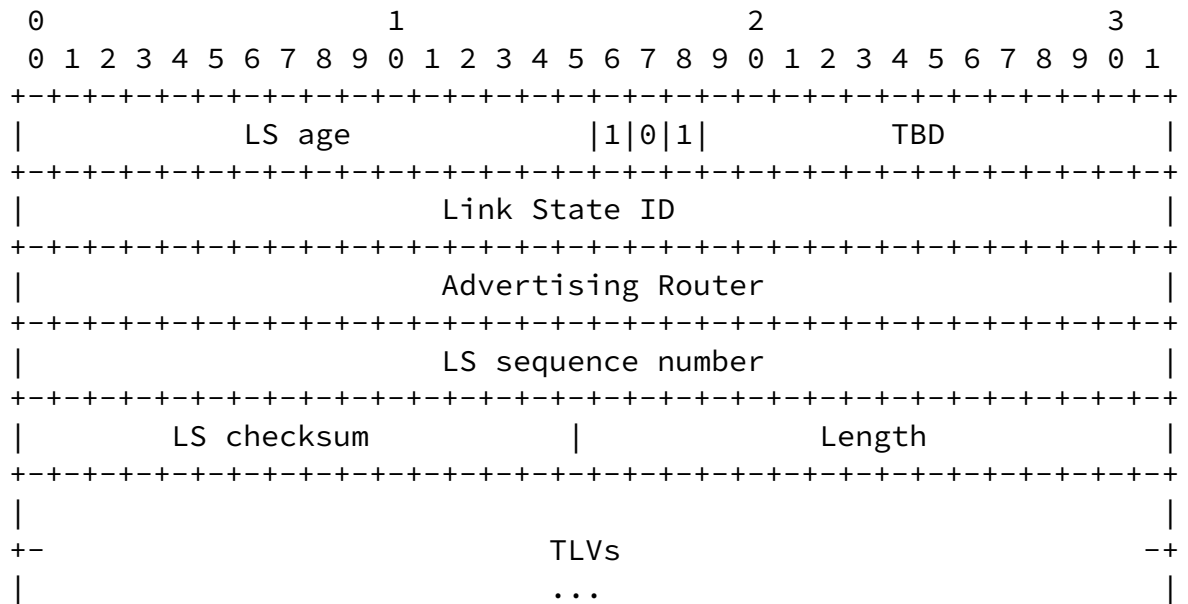 0                   1                   2                   3
 0 1 2 3 4 5 6 7 8 9 0 1 2 3 4 5 6 7 8 9 0 1 2 3 4 5 6 7 8 9 0 1
+-+-+-+-+-+-+-+-+-+-+-+-+-+-+-+-+-+-+-+-+-+-+-+-+-+-+-+-+-+-+-+-+
|            LS age             |1|0|1|          TBD            |
+-+-+-+-+-+-+-+-+-+-+-+-+-+-+-+-+-+-+-+-+-+-+-+-+-+-+-+-+-+-+-+-+
|                       Link State ID                           |
+-+-+-+-+-+-+-+-+-+-+-+-+-+-+-+-+-+-+-+-+-+-+-+-+-+-+-+-+-+-+-+-+
|                       Advertising Router                      |
+-+-+-+-+-+-+-+-+-+-+-+-+-+-+-+-+-+-+-+-+-+-+-+-+-+-+-+-+-+-+-+-+
|                       LS sequence number                      |
+-+-+-+-+-+-+-+-+-+-+-+-+-+-+-+-+-+-+-+-+-+-+-+-+-+-+-+-+-+-+-+-+
|        LS checksum           |             Length             |
+-+-+-+-+-+-+-+-+-+-+-+-+-+-+-+-+-+-+-+-+-+-+-+-+-+-+-+-+-+-+-+-+
|                                                               |
+-                            TLVs                             -+
|                             ...                               |